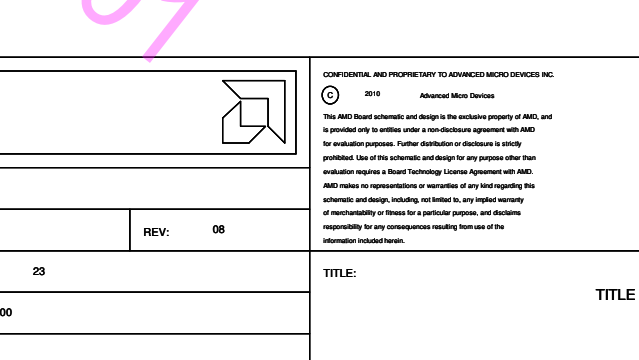 CONFIDENTIAL AND PROPRIETARY TO ADVANCED MICRO DEVICES INC.
C 2010 Advanced Micro Devices
This AMD Board schematic and design is the exclusive property of AMD, and
is provided only to entities under a non-disclosure agreement with AMD
for evaluation purposes. Further distribution or disclosure is strictly
prohibited. Use of this schematic and design for any purpose other than
evaluation requires a Board Technology License Agreement with AMD.
AMD makes no representations or warranties of any kind regarding this
schematic and design, including, not limited to, any implied warranty
of merchantability or fitness for a particular purpose, and disclaims
responsibility for any consequences resulting from use of the
information included herein.
REV: 08
23
00
TITLE:
TITLE